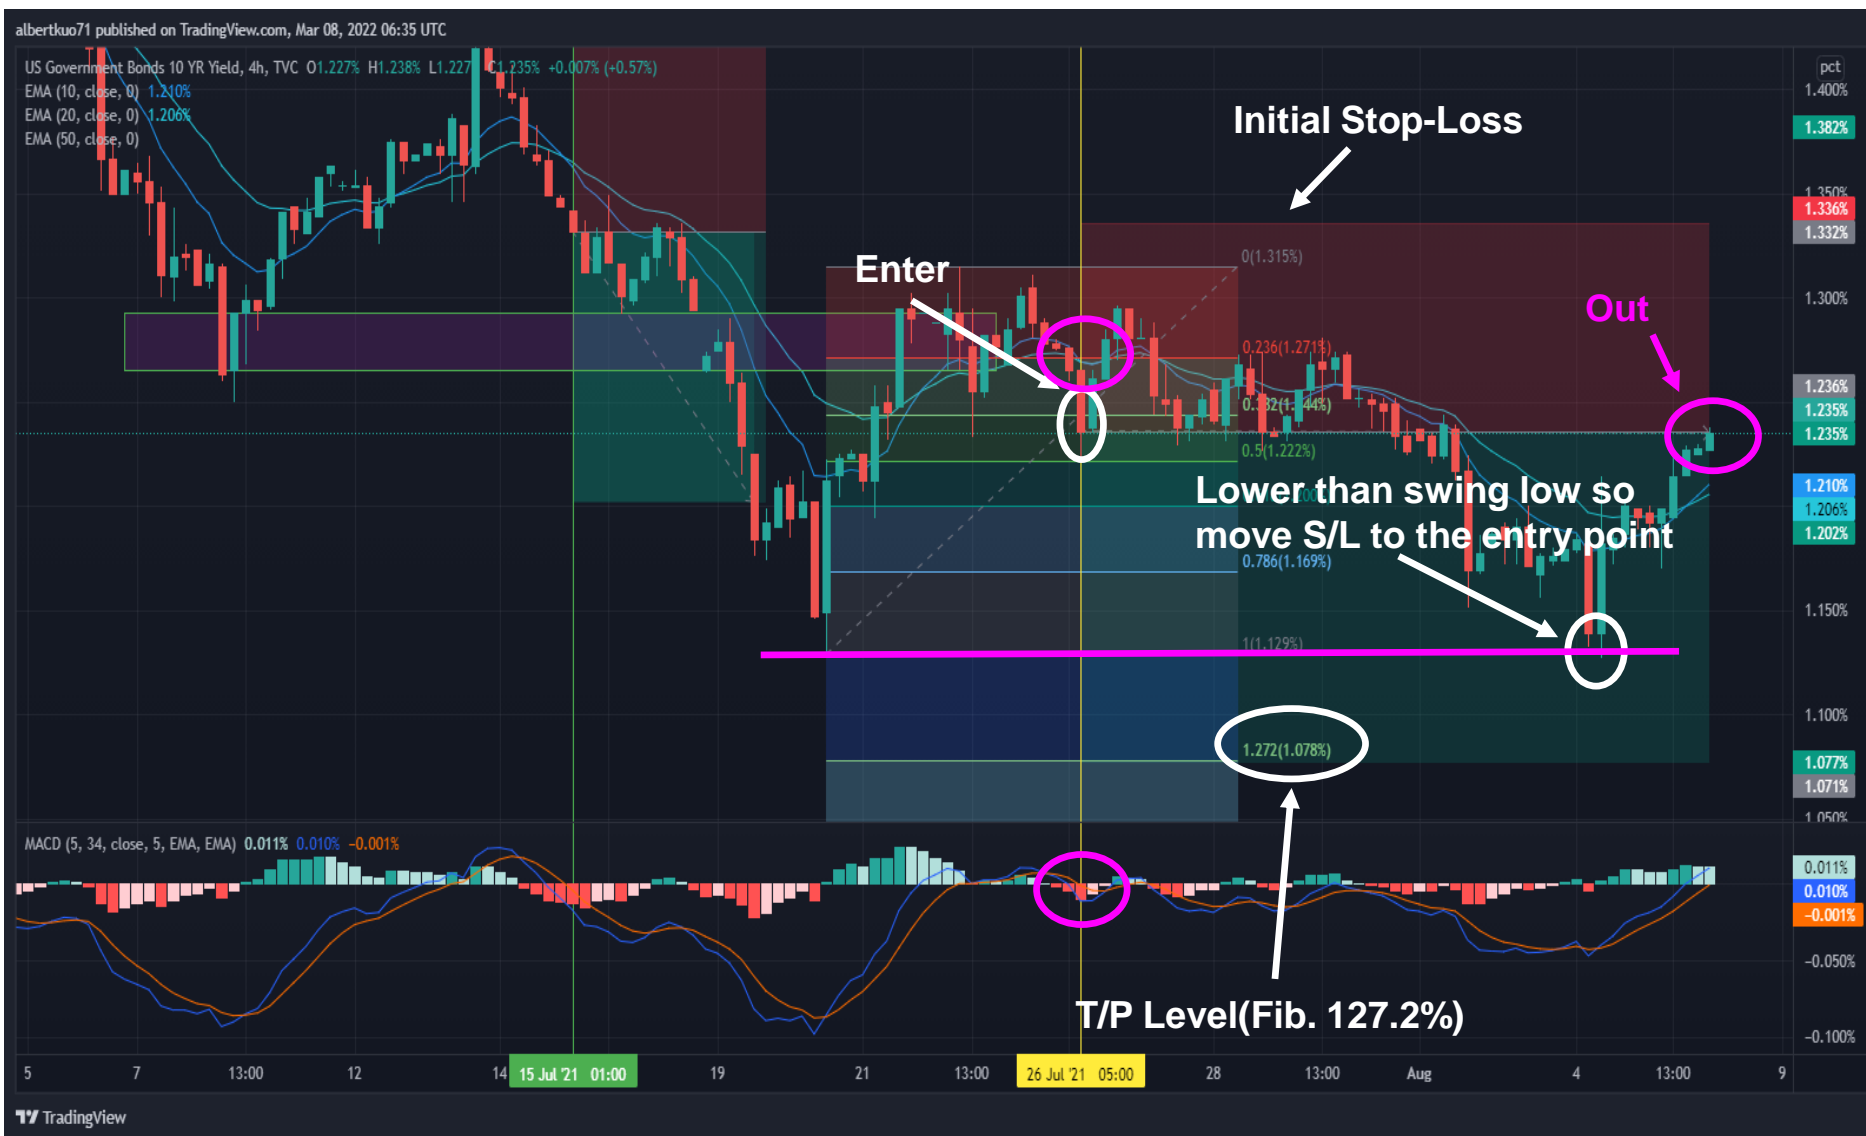 albertkuo71 published on TradingView.com, Mar 08, 2022 06:35 UTC
US Government Bonds 10 YR Yield, 4h, TVC O1.227% H1.238% L1.227 C1.235% +0.007% (+0.57%)
EMA (10, close, 0) 1.210%
EMA (20, close, 0) 1.206%
EMA (50, close, 0)
pct
1.400%
1.382%
1.350%
1.336%
1.332%
1.300%
1.236%
1.235%
1.235%
1.210%
1.206%
1.202%
1.150%
1.100%
1.077%
1.071%
1.050%
Initial Stop-Loss
Enter
Out
0(1.315%)
0.236(1.271%)
0.5(1.222%)
Lower than swing low so
move S/L to the entry point
0.786(1.169%)
1(1.129%)
1.272(1.078%)
MACD (5, 34, close, 5, EMA, EMA) 0.011% 0.010% −0.001%
0.011%
0.010%
−0.001%
−0.050%
−0.100%
T/P Level(Fib. 127.2%)
5 7 13:00 12 14 15 Jul '21 01:00 19 21 13:00 26 Jul '21 05:00 28 13:00 Aug 4 13:00 9
TradingView